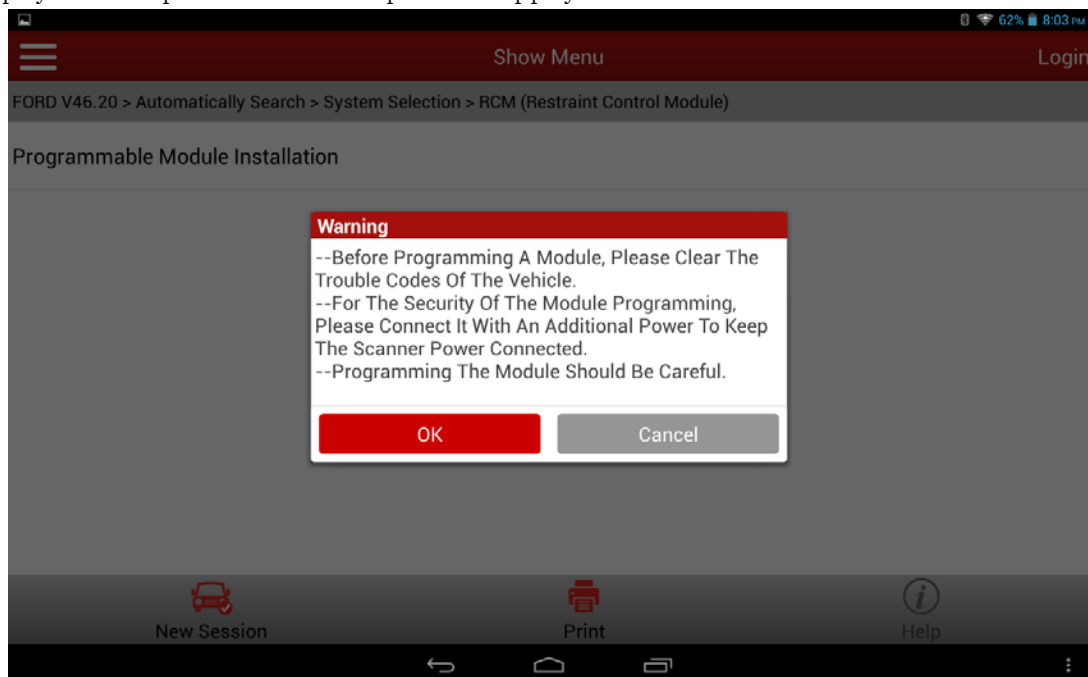 62% 8:03 PM
Show Menu
Login
FORD V46.20 > Automatically Search > System Selection > RCM (Restraint Control Module)
Programmable Module Installation
Warning
--Before Programming A Module, Please Clear The
Trouble Codes Of The Vehicle.
--For The Security Of The Module Programming,
Please Connect It With An Additional Power To Keep
The Scanner Power Connected.
--Programming The Module Should Be Careful.
OK
Cancel
New Session
Print
Help